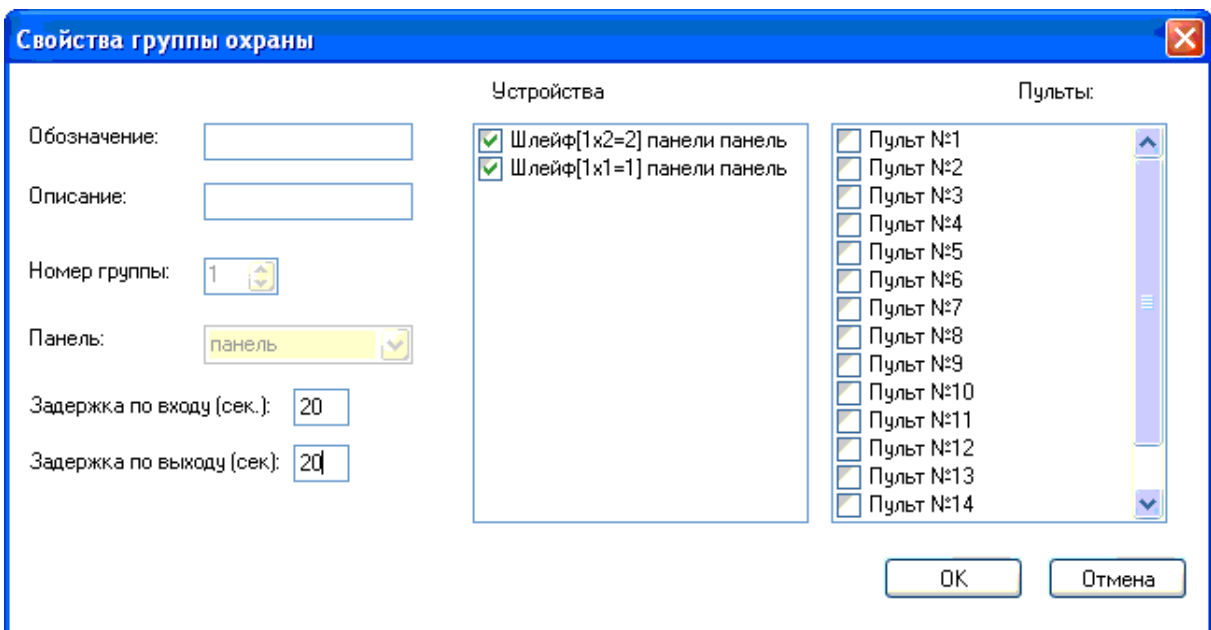 Свойства группы охраны
Устройства
Пульты:
Обозначение:
Описание:
Номер группы:
1
Панель:
панель
Задержка по входу (сек.):
20
Задержка по выходу (сек):
20
Шлейф[1x2=2] панели панель
Шлейф[1x1=1] панели панель
Пульт №1
Пульт №2
Пульт №3
Пульт №4
Пульт №5
Пульт №6
Пульт №7
Пульт №8
Пульт №9
Пульт №10
Пульт №11
Пульт №12
Пульт №13
Пульт №14
OK
Отмена